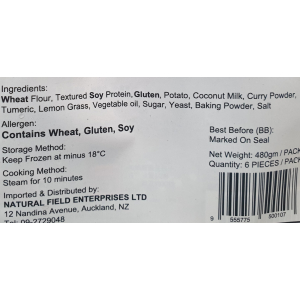 Ingredients:
Wheat Flour, Textured Soy Protein, Gluten, Potato, Coconut Milk, Curry Powder,
Tumeric, Lemon Grass, Vegetable oil, Sugar, Yeast, Baking Powder, Salt
Allergen:
Contains Wheat, Gluten, Soy
Storage Method:
Keep Frozen at minus 18°C
Cooking Method:
Steam for 10 minutes
Imported & Distributed by:
NATURAL FIELD ENTERPRISES LTD
12 Nandina Avenue, Auckland, NZ
Tel: 09-2729048
Best Before (BB):
Marked On Seal
Net Weight: 480gm / PACK
Quantity: 6 PIECES / PACK
9 555775 500107